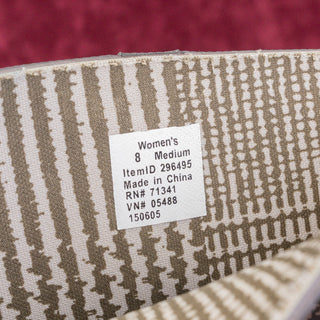 Women's
8 Medium
ItemID 296495
Made in China
RN# 71341
VN# 05488
150605